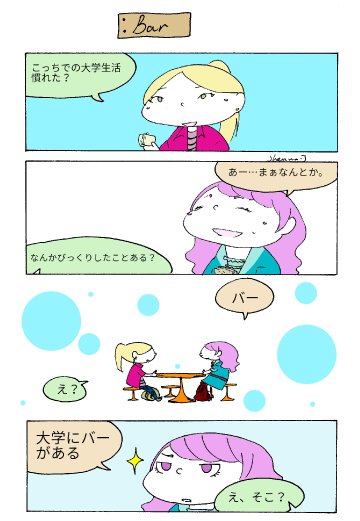 : Bar
こっちでの大学生活
慣れた？
あー…まぁなんとか。
なんかびっくりしたことある？
バー
え？
大学にバー
がある
え、そこ？